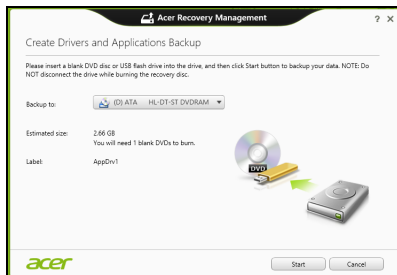 Acer Recovery Management
? X
Create Drivers and Applications Backup
Please insert a blank DVD disc or USB flash drive into the drive, and then click Start button to backup your data. NOTE: Do
NOT disconnect the drive while burning the recovery disc.
Backup to: (D) ATA HL-DT-ST DVDRAM
Estimated size: 2.66 GB
You will need 1 blank DVDs to burn.
Label: AppDrv1
DVD
acer Start Cancel